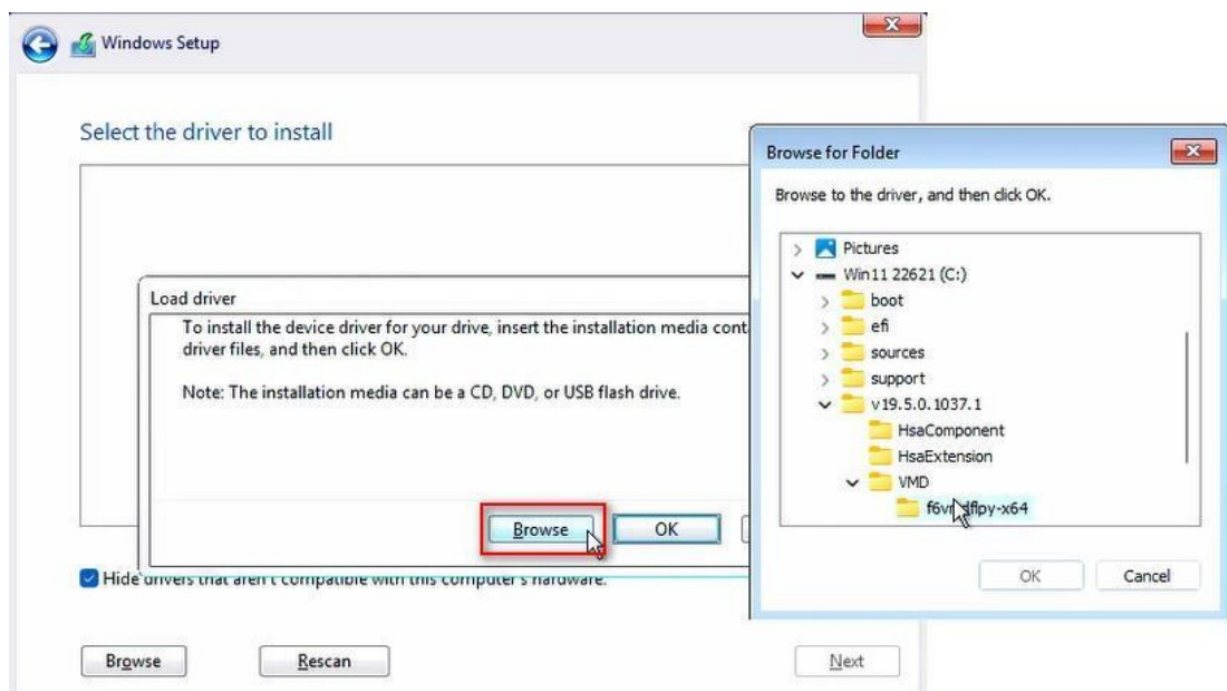 Windows Setup
Select the driver to install
Load driver
To install the device driver for your drive, insert the installation media cont
driver files, and then click OK.
Note: The installation media can be a CD, DVD, or USB flash drive.
Browse
OK
Hide drivers that aren't compatible with this computer's hardware.
Browse
Rescan
Next
Browse for Folder
Browse to the driver, and then click OK.
Pictures
Win11 22621 (C:)
boot
efi
sources
support
v19.5.0.1037.1
HsaComponent
HsaExtension
VMD
OK
Cancel